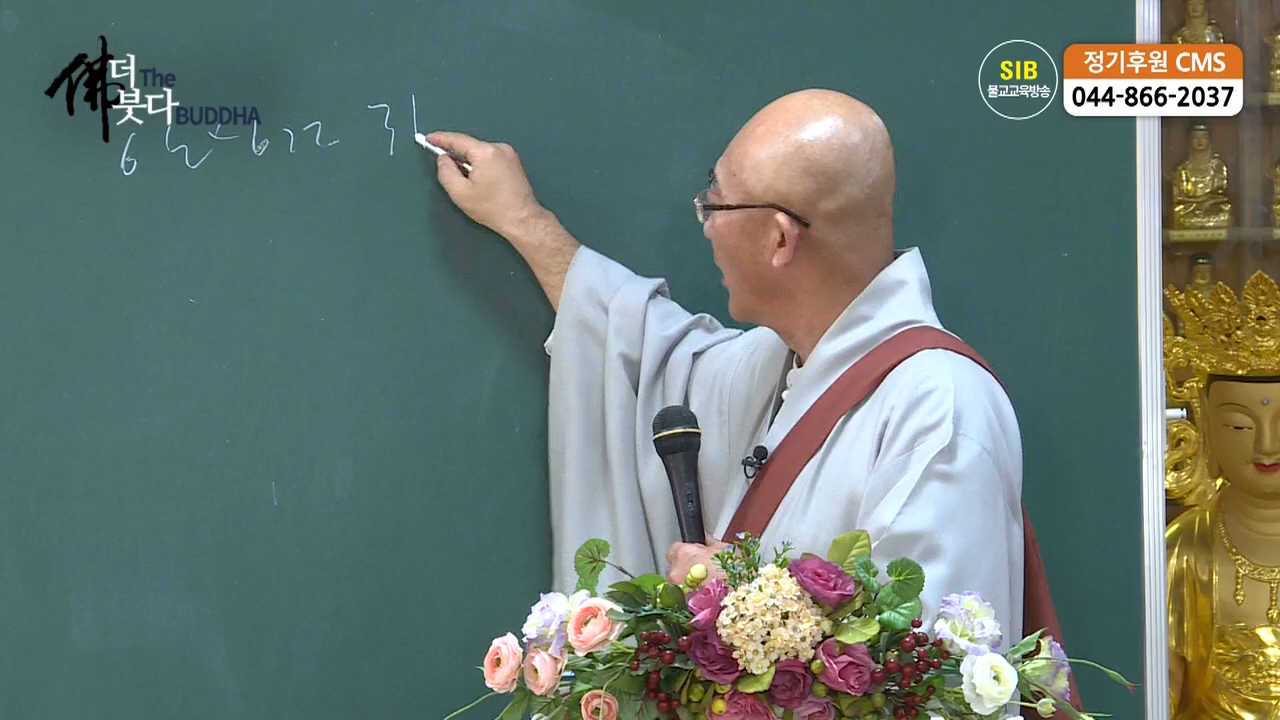 佛 더 The
붓다 BUDDHA
SIB
불교교육방송
정기후원 CMS
044-866-2037